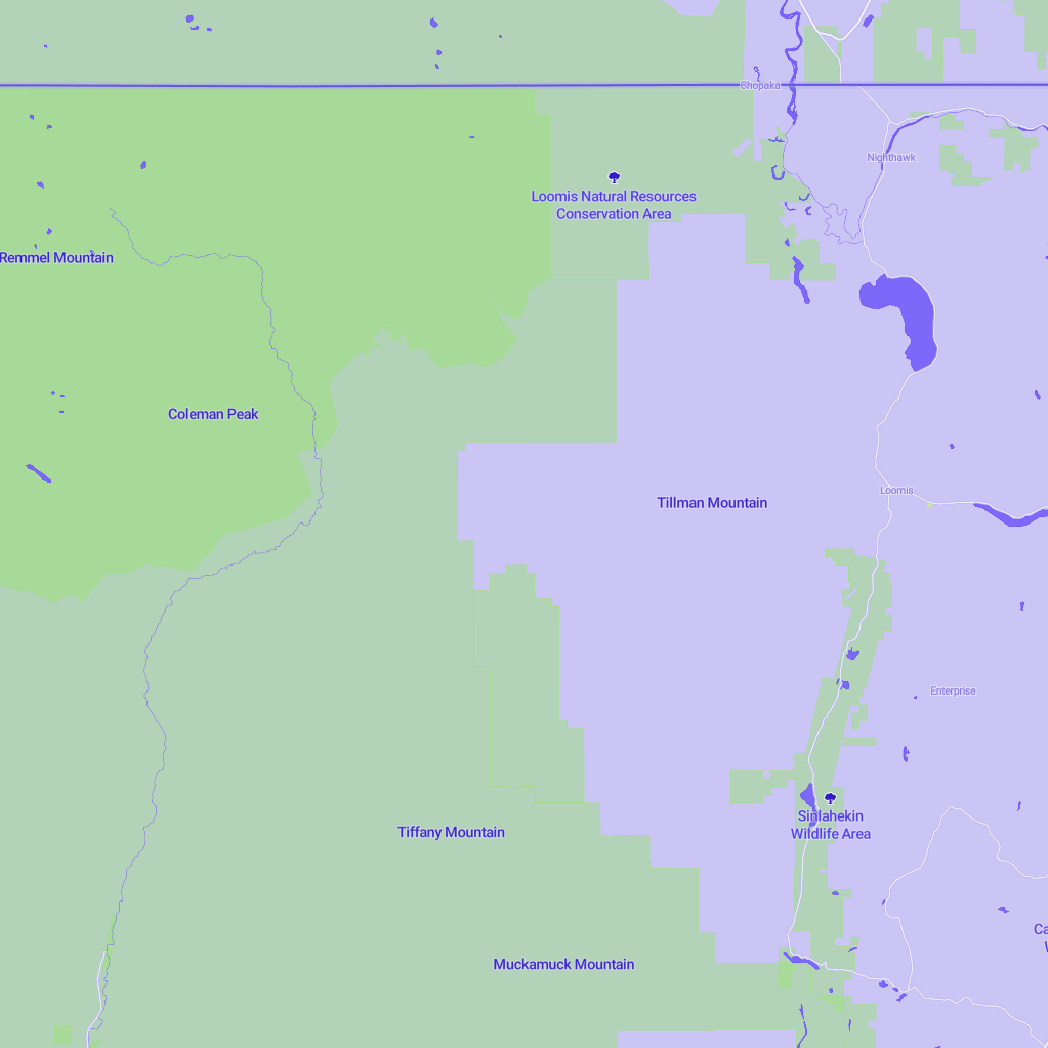 Chopaka
Nighthawk
Loomis Natural Resources
Conservation Area
Remmel Mountain
Coleman Peak
Loomis
Tillman Mountain
Enterprise
Sinlahekin
Wildlife Area
Tiffany Mountain
Ca
Muckamuck Mountain